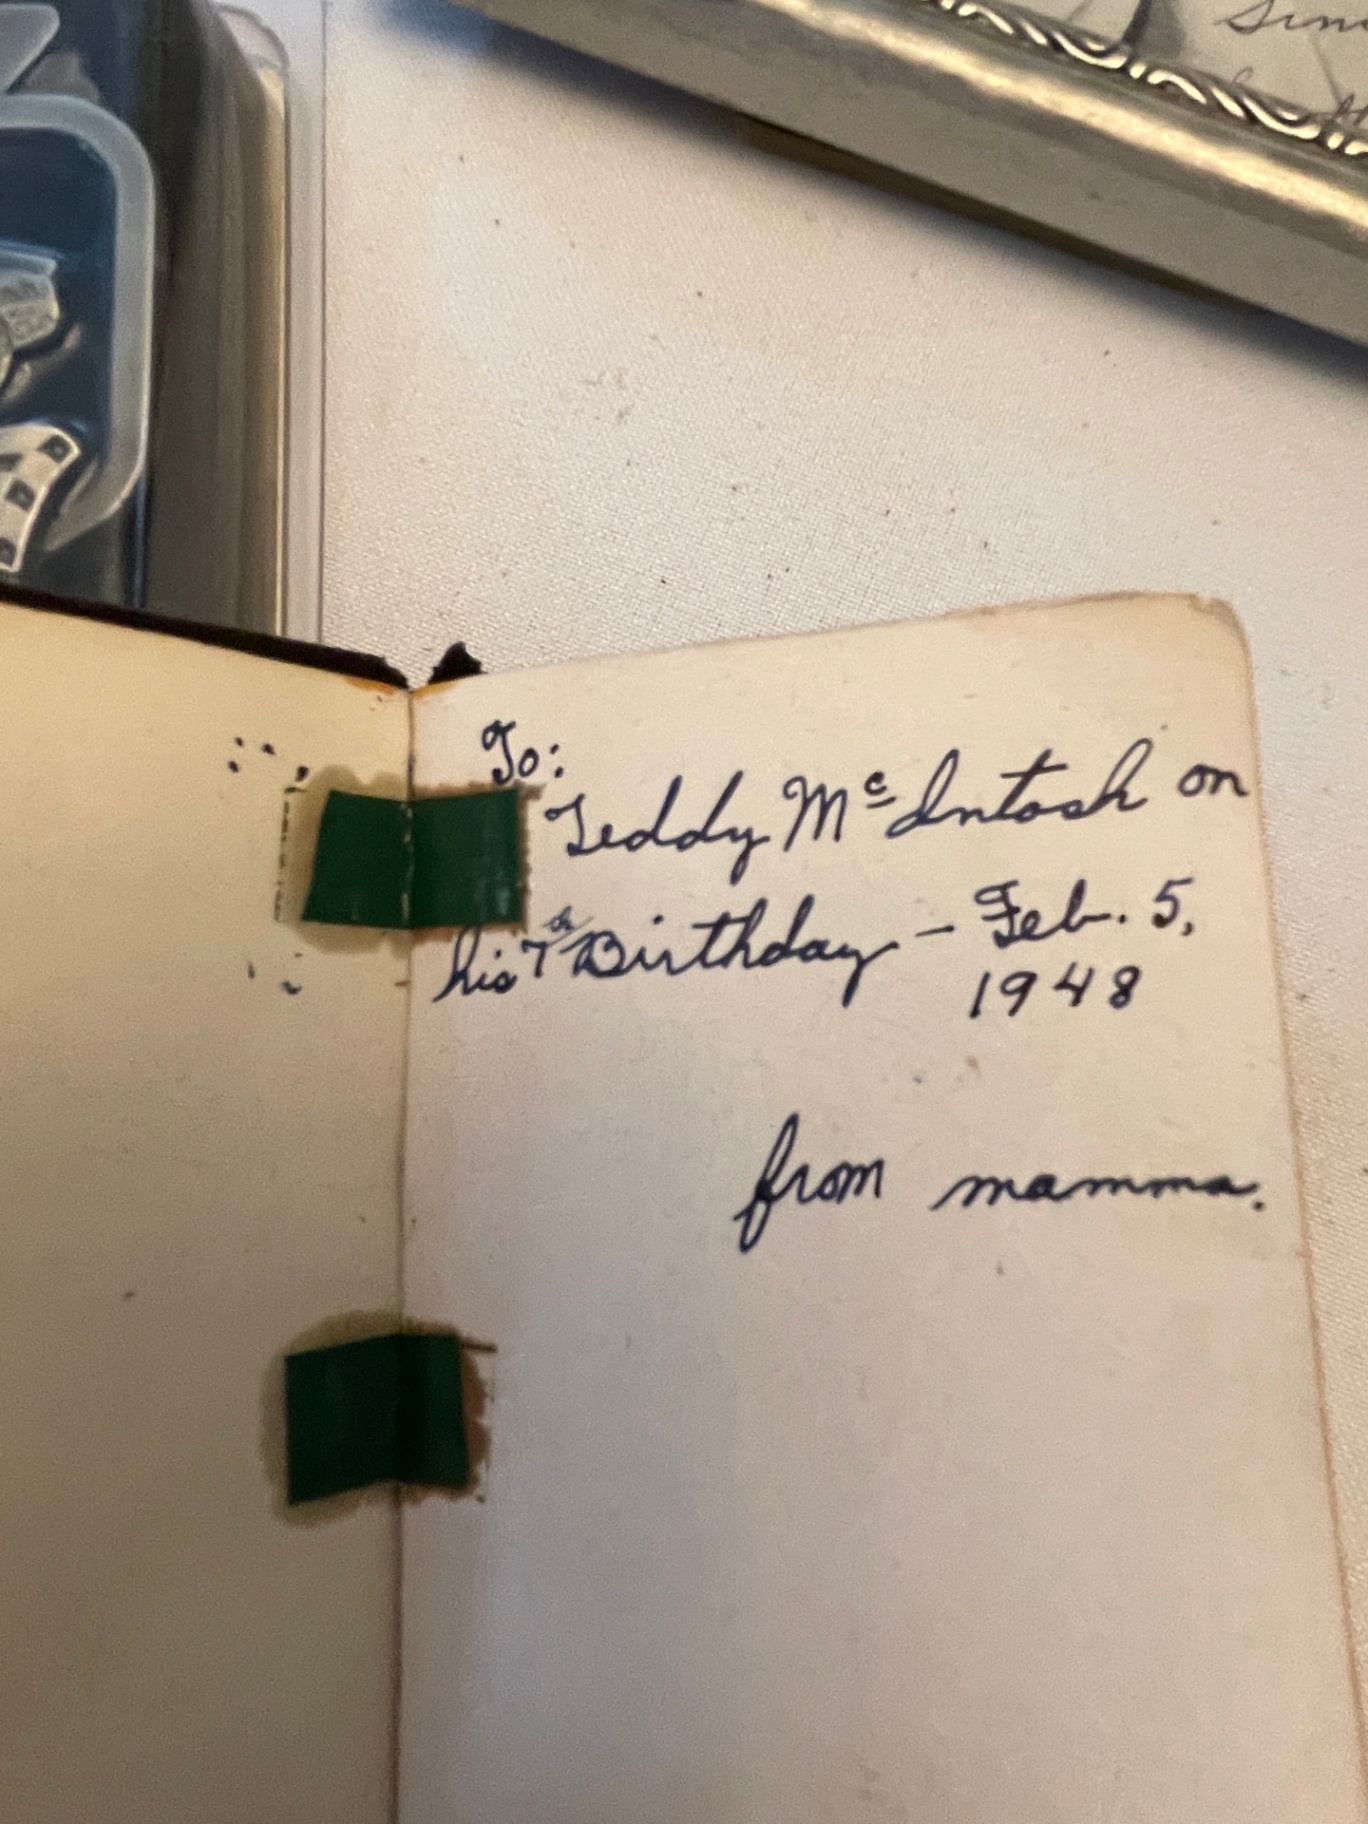 To:
Teddy McIntosh on
his 7th Birthday – Feb. 5,
1948
from mamma.